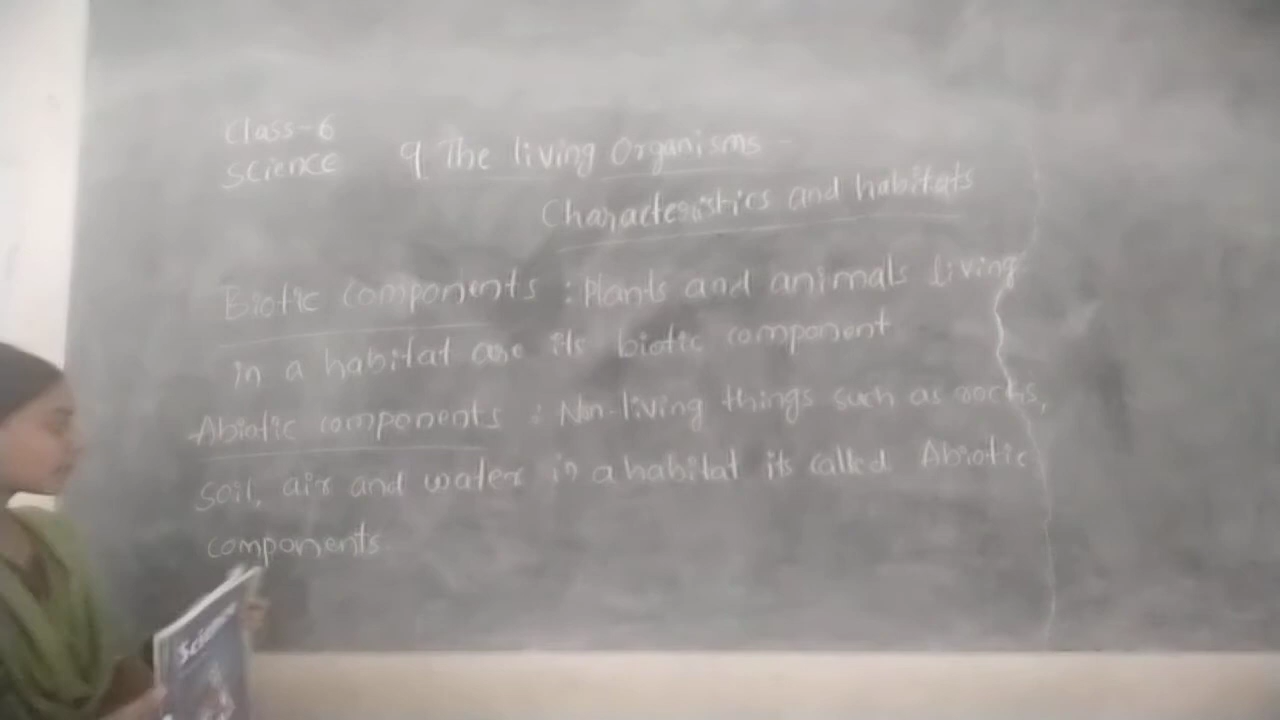 Class-6
Science
9 The living Organisms -
Characteristics and habitats
Biotic components : Plants and animals living
in a habitat are its biotic component
Abiotic components : Non-living things such as rocks,
soil, air and water in a habitat its called Abiotic
components.
Science